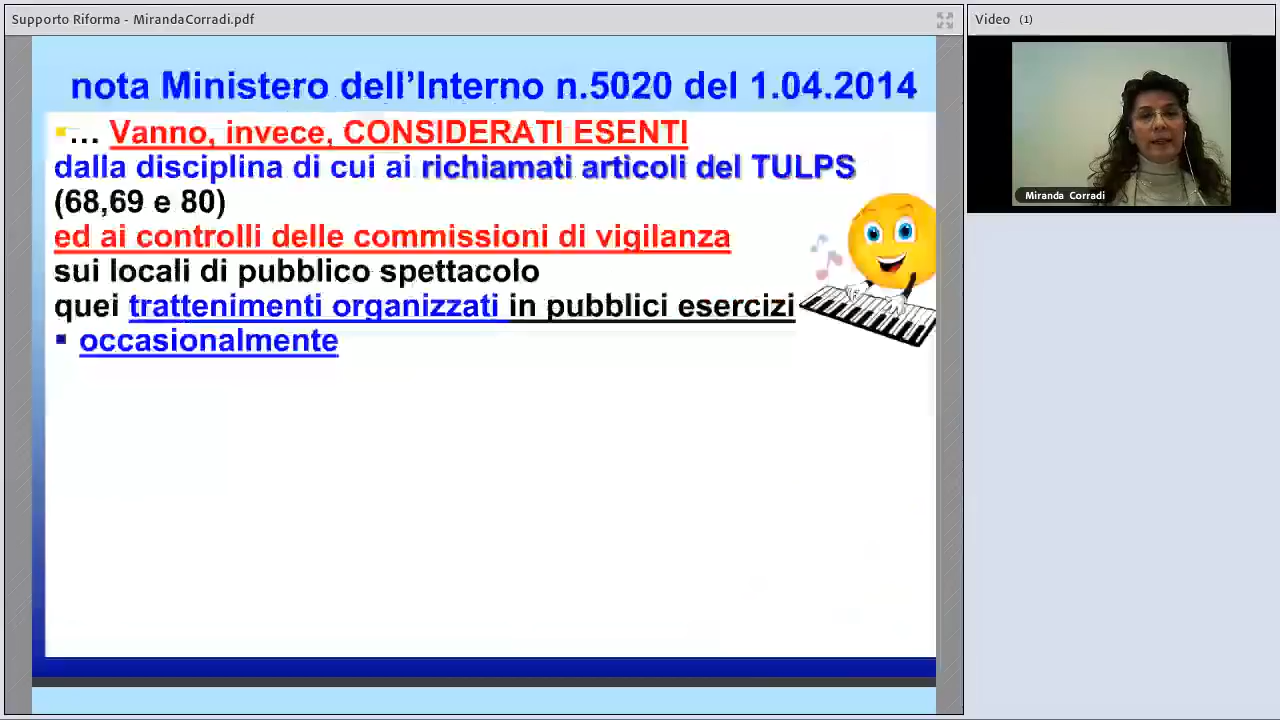 Supporto Riforma - MirandaCorradi.pdf
Video (1)
nota Ministero dell'Interno n.5020 del 1.04.2014
... Vanno, invece, CONSIDERATI ESENTI
dalla disciplina di cui ai richiamati articoli del TULPS
(68,69 e 80)
ed ai controlli delle commissioni di vigilanza
sui locali di pubblico spettacolo
quei trattenimenti organizzati in pubblici esercizi
▪ occasionalmente
Miranda Corradi